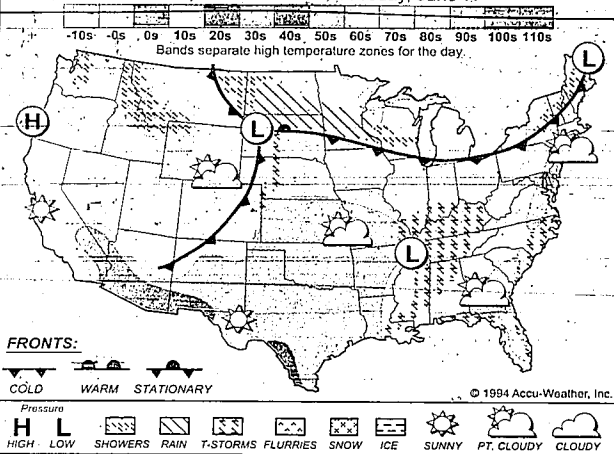 -10s -0s 0s 10s 20s 30s 40s 50s 60s 70s 80s 90s 100s 110s
Bands separate high temperature zones for the day.
L
H
L
L
FRONTS:
COLD WARM STATIONARY
© 1994 Accu-Weather, Inc.
Pressure
H L
HIGH LOW SHOWERS RAIN T-STORMS FLURRIES SNOW ICE SUNNY PT. CLOUDY CLOUDY